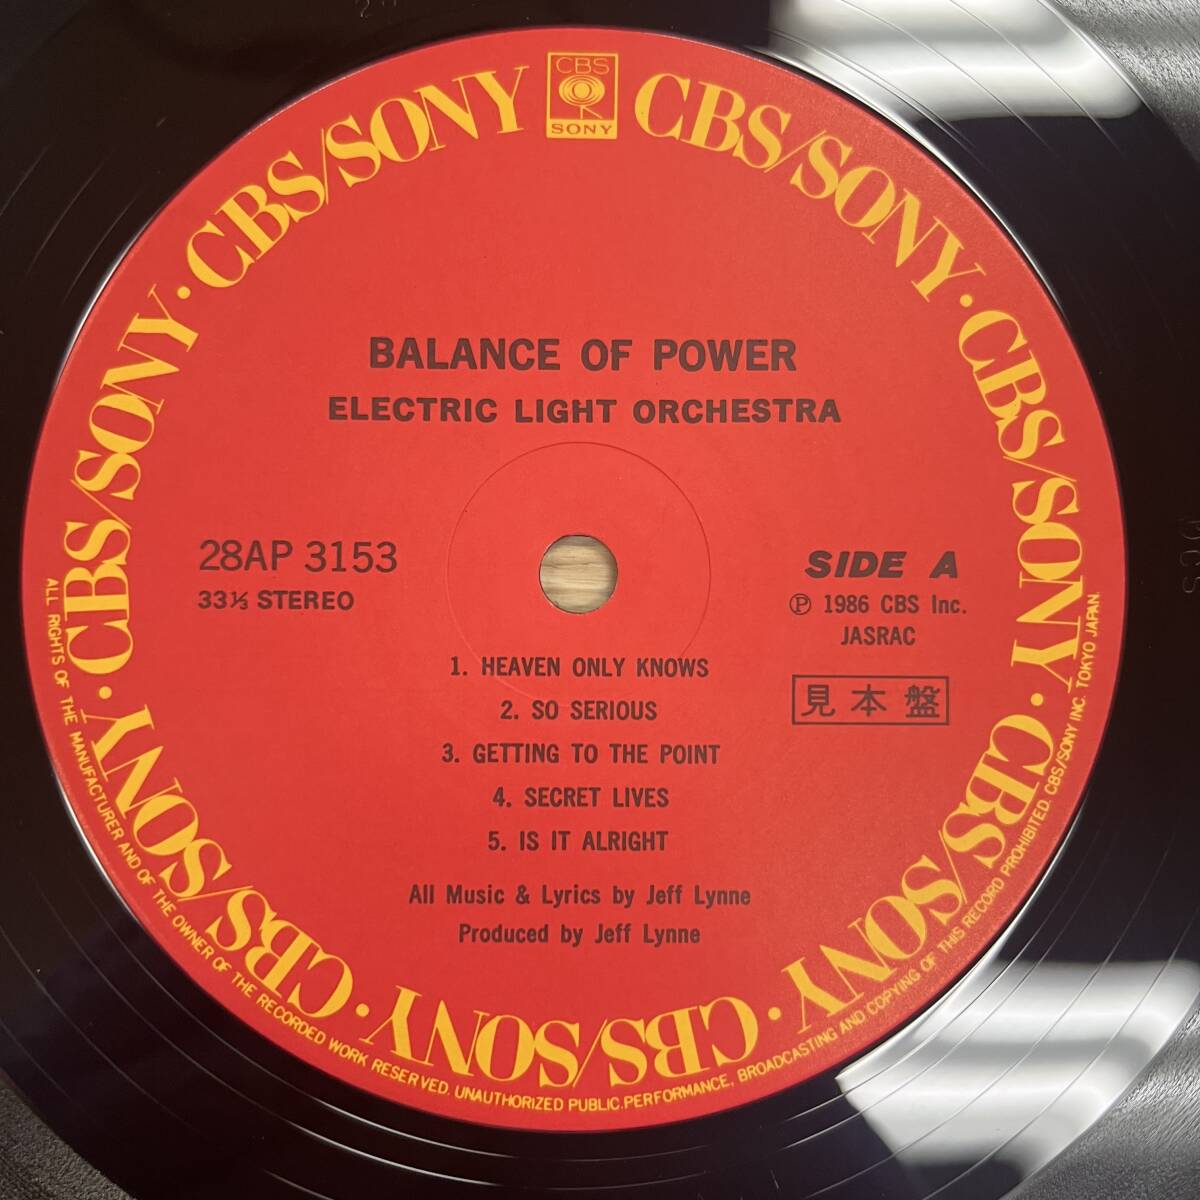 CBS
SONY
CBS/SONY · CBS/SONY · CBS/SONY · CBS/SONY · CBS/SONY · CBS/SONY · CBS/SONY · CBS/SONY · CBS/SONY
BALANCE OF POWER
ELECTRIC LIGHT ORCHESTRA
28AP 3153
33⅓ STEREO
SIDE A
Ⓟ 1986 CBS Inc.
JASRAC
見本盤
1. HEAVEN ONLY KNOWS
2. SO SERIOUS
3. GETTING TO THE POINT
4. SECRET LIVES
5. IS IT ALRIGHT
All Music & Lyrics by Jeff Lynne
Produced by Jeff Lynne
ALL RIGHTS OF THE MANUFACTURER AND OF THE OWNER OF THE RECORDED WORK RESERVED. UNAUTHORIZED PUBLIC.PERFORMANCE, BROADCASTING AND COPYING OF THIS RECORD PROHIBITED. CBS/SONY INC. TOKYO JAPAN.